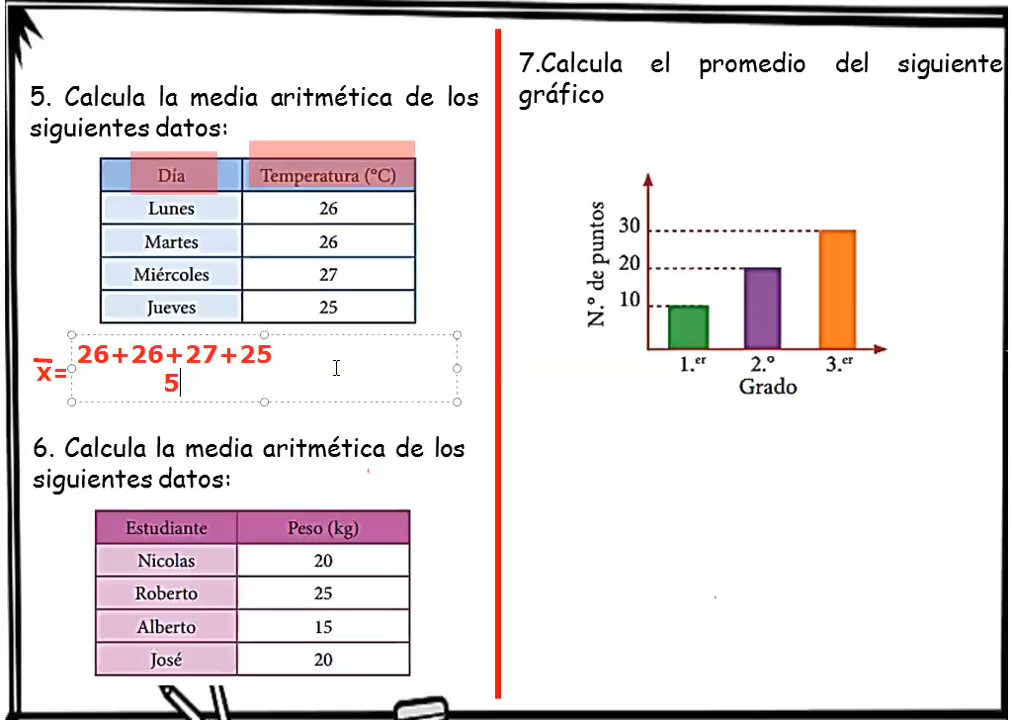 5. Calcula la media aritmética de los
siguientes datos:
Día Temperatura (°C)
Lunes 26
Martes 26
Miércoles 27
Jueves 25
26+26+27+25
x=
5
6. Calcula la media aritmética de los
siguientes datos:
Estudiante Peso (kg)
Nicolas 20
Roberto 25
Alberto 15
José 20
7.Calcula el promedio del siguiente
gráfico
N.º de puntos
30
20
10
1.er 2.º 3.er
Grado